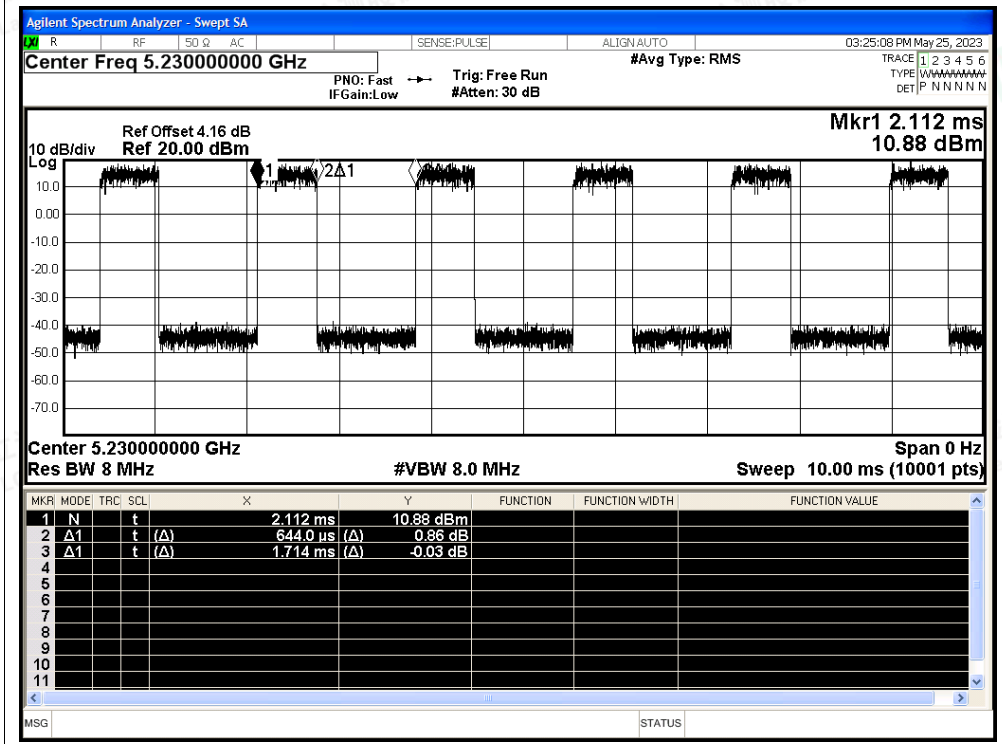 Agilent Spectrum Analyzer - Swept SA
LXI R RF 50 Ω AC SENSE:PULSE ALIGN AUTO 03:25:08 PM May 25, 2023
Center Freq 5.230000000 GHz #Avg Type: RMS TRACE 1 2 3 4 5 6
PNO: Fast Trig: Free Run TYPE W
IFGain:Low #Atten: 30 dB DET P N N N N N
Mkr1 2.112 ms
Ref Offset 4.16 dB
10 dB/div Ref 20.00 dBm 10.88 dBm
Log
1 2Δ1
10.0
0.00
-10.0
-20.0
-30.0
-40.0
-50.0
-60.0
-70.0
Center 5.230000000 GHz Span 0 Hz
Res BW 8 MHz #VBW 8.0 MHz Sweep 10.00 ms (10001 pts)
MKR MODE TRC SCL X Y FUNCTION FUNCTION WIDTH FUNCTION VALUE
1 N t 2.112 ms 10.88 dBm
2 Δ1 t (Δ) 644.0 µs (Δ) 0.86 dB
3 Δ1 t (Δ) 1.714 ms (Δ) -0.03 dB
4
5
6
7
8
9
10
11
MSG STATUS